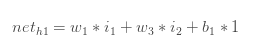 net_{h1} = w_1 * i_1 + w_3 * i_2 + b_1 * 1